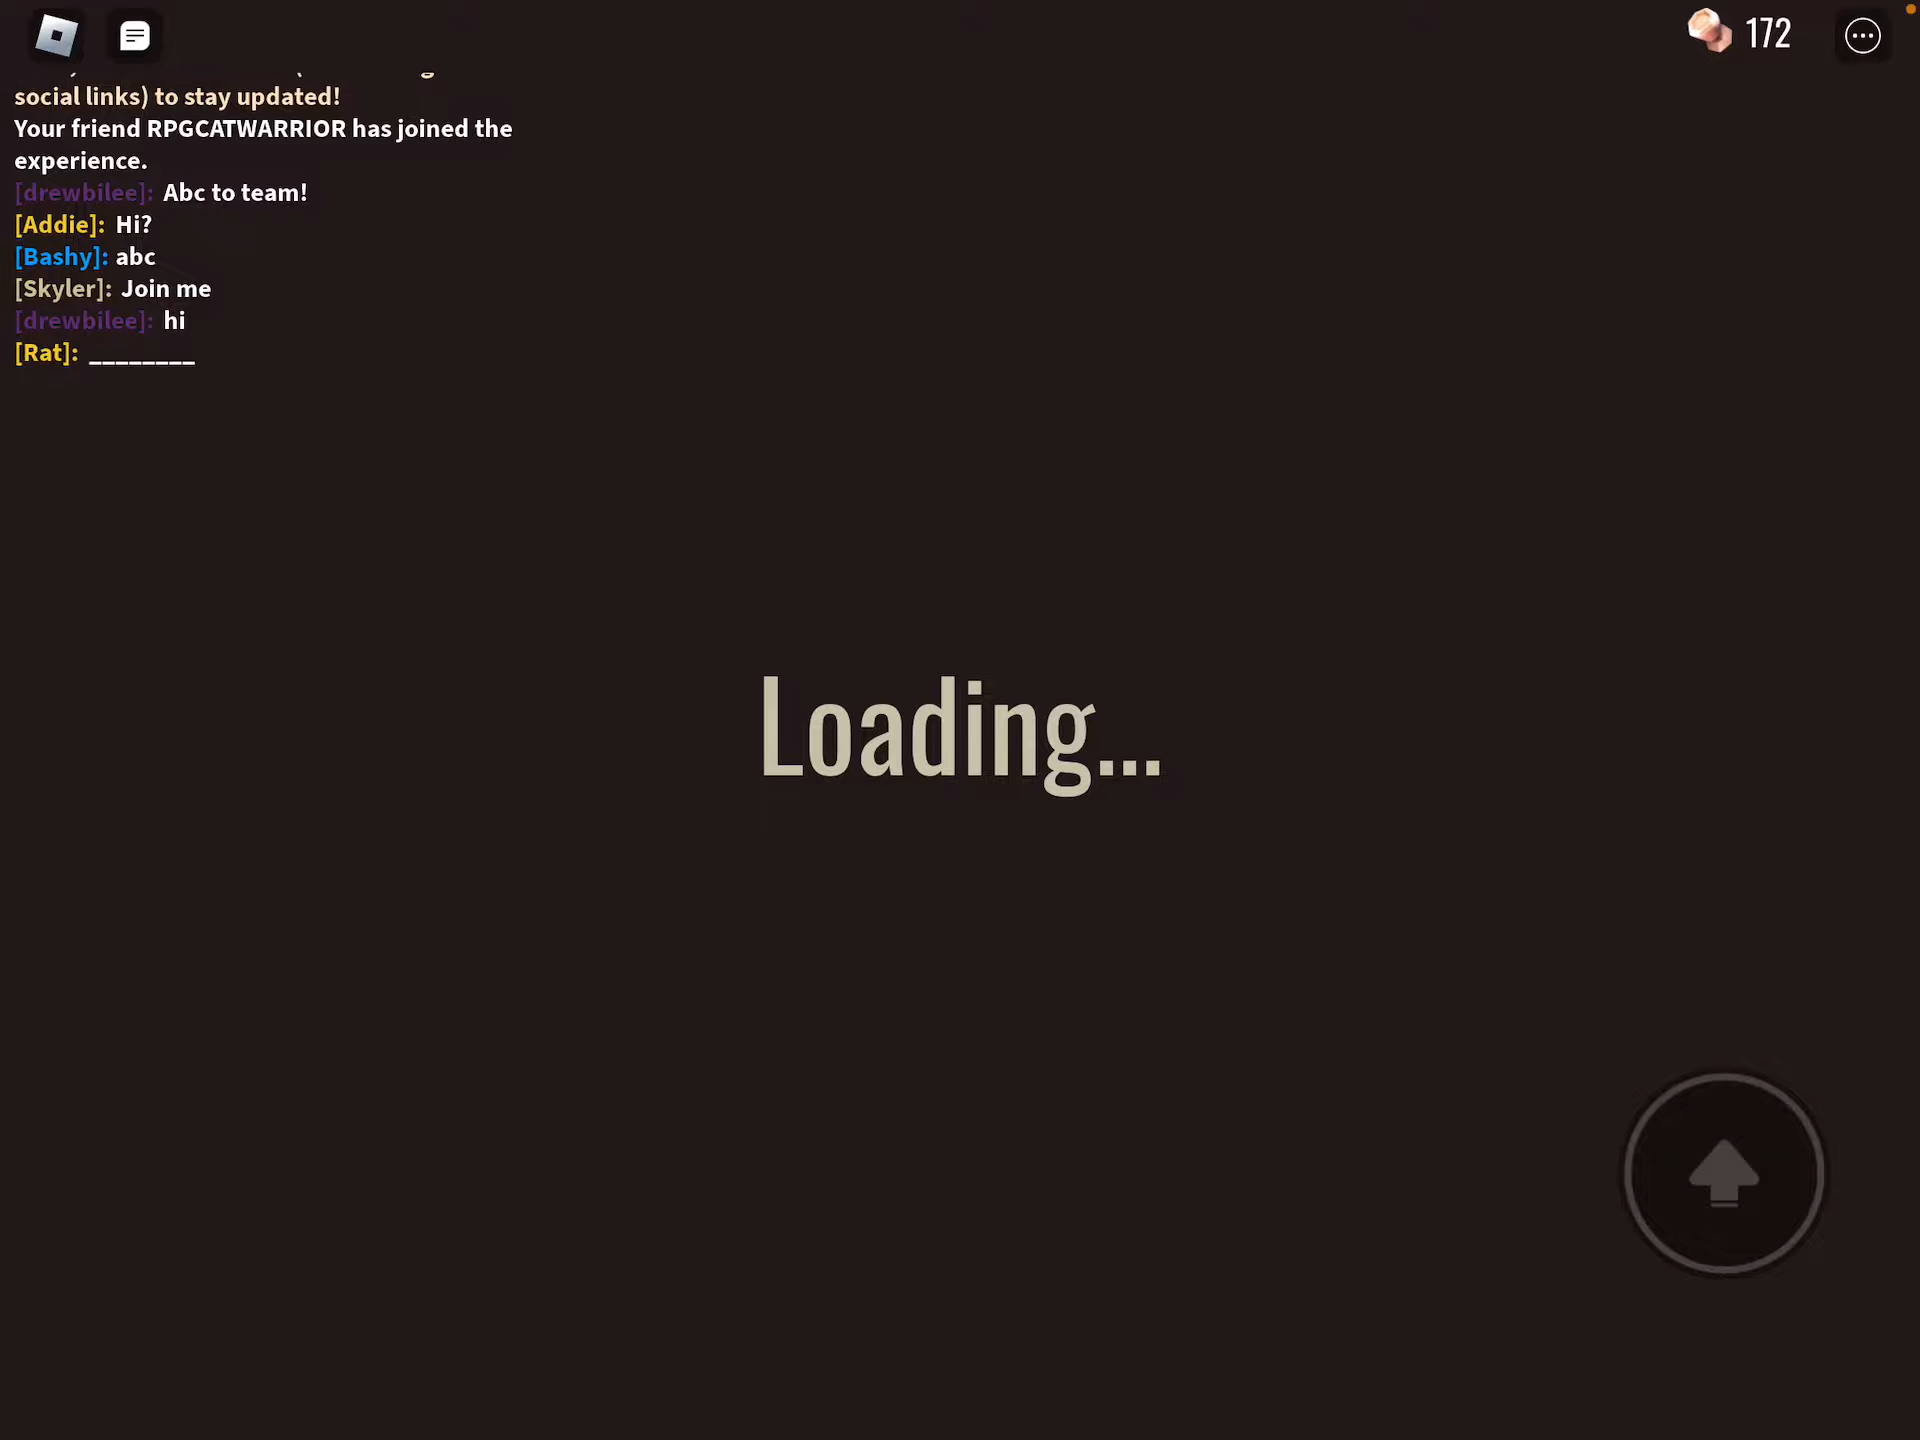 172
social links) to stay updated!
Your friend RPGCATWARRIOR has joined the
experience.
[drewbilee]: Abc to team!
[Addie]: Hi?
[Bashy]: abc
[Skyler]: Join me
[drewbilee]: hi
[Rat]: ________
Loading...